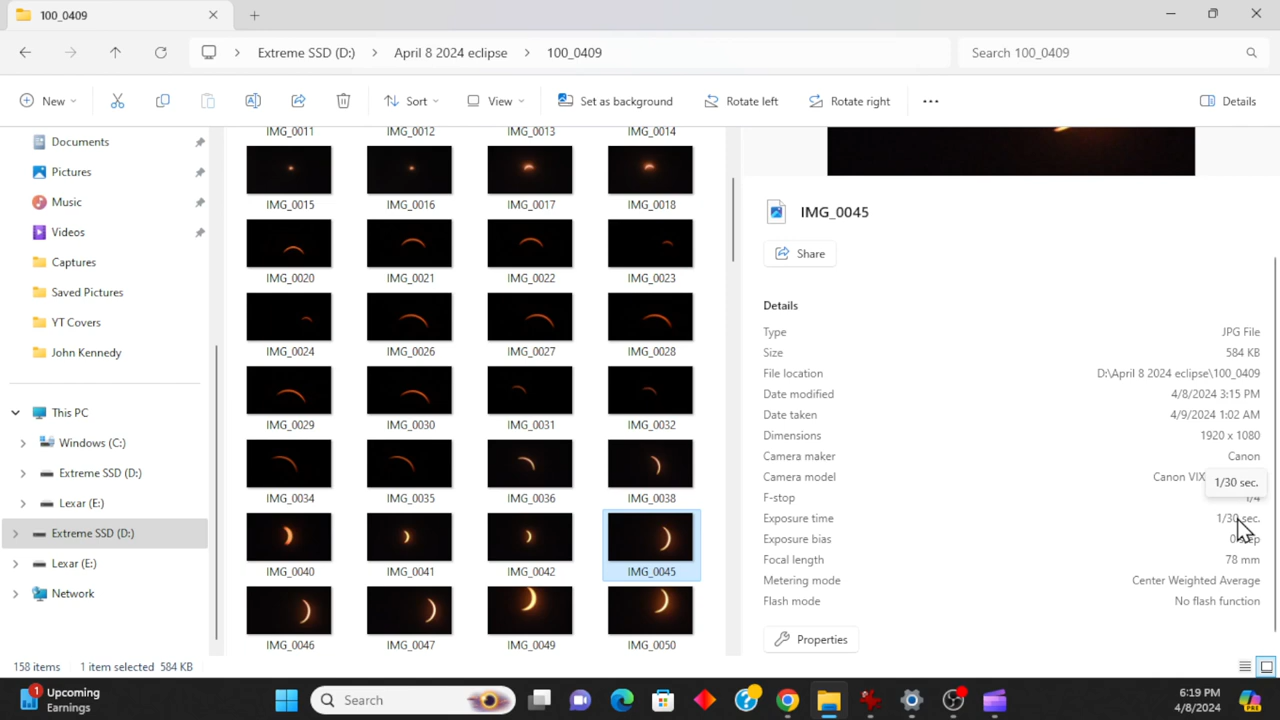 100_0409
Extreme SSD (D:) April 8 2024 eclipse 100_0409 Search 100_0409
New Sort View Set as background Rotate left Rotate right Details
Documents
Pictures
Music
Videos
Captures
Saved Pictures
YT Covers
John Kennedy
This PC
Windows (C:)
Extreme SSD (D:)
Lexar (E:)
Extreme SSD (D:)
Lexar (E:)
Network
IMG_0011 IMG_0012 IMG_0013 IMG_0014
IMG_0015 IMG_0016 IMG_0017 IMG_0018
IMG_0020 IMG_0021 IMG_0022 IMG_0023
IMG_0024 IMG_0026 IMG_0027 IMG_0028
IMG_0029 IMG_0030 IMG_0031 IMG_0032
IMG_0034 IMG_0035 IMG_0036 IMG_0038
IMG_0040 IMG_0041 IMG_0042 IMG_0045
IMG_0046 IMG_0047 IMG_0049 IMG_0050
IMG_0045
Share
Details
Type JPG File
Size 584 KB
File location D:\April 8 2024 eclipse\100_0409
Date modified 4/8/2024 3:15 PM
Date taken 4/9/2024 1:02 AM
Dimensions 1920 x 1080
Camera maker Canon
Camera model Canon VIX
1/30 sec.
F-stop
Exposure time 1/30 sec.
Exposure bias
Focal length 78 mm
Metering mode Center Weighted Average
Flash mode No flash function
Properties
158 items 1 item selected 584 KB
1 Upcoming
Earnings
Search
6:19 PM
4/8/2024